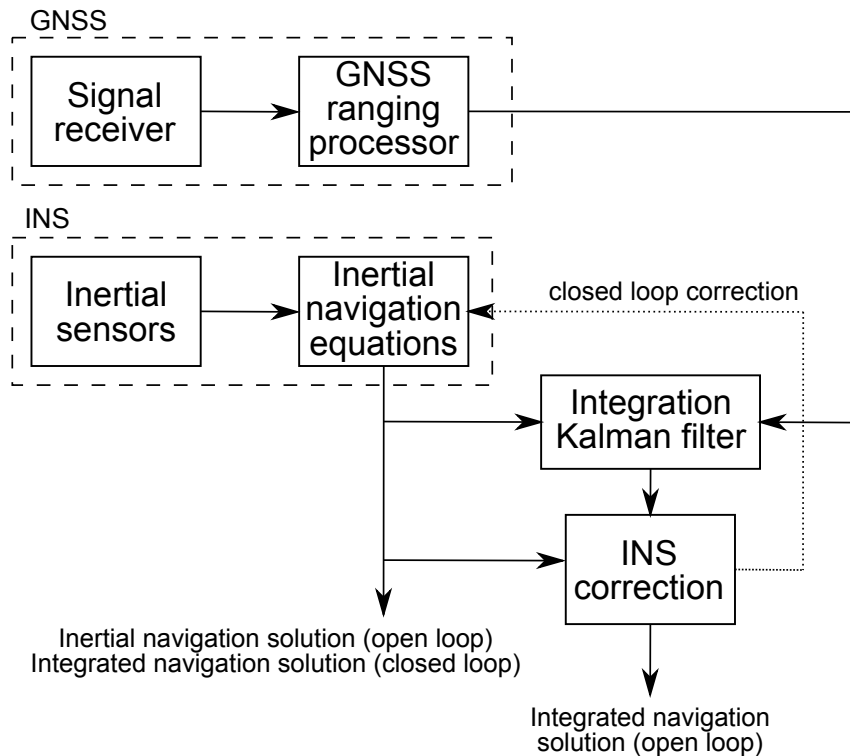 GNSS
Signal
receiver
GNSS
ranging
processor
INS
Inertial
sensors
Inertial
navigation
equations
closed loop correction
Integration
Kalman filter
INS
correction
Inertial navigation solution (open loop)
Integrated navigation solution (closed loop)
Integrated navigation
solution (open loop)